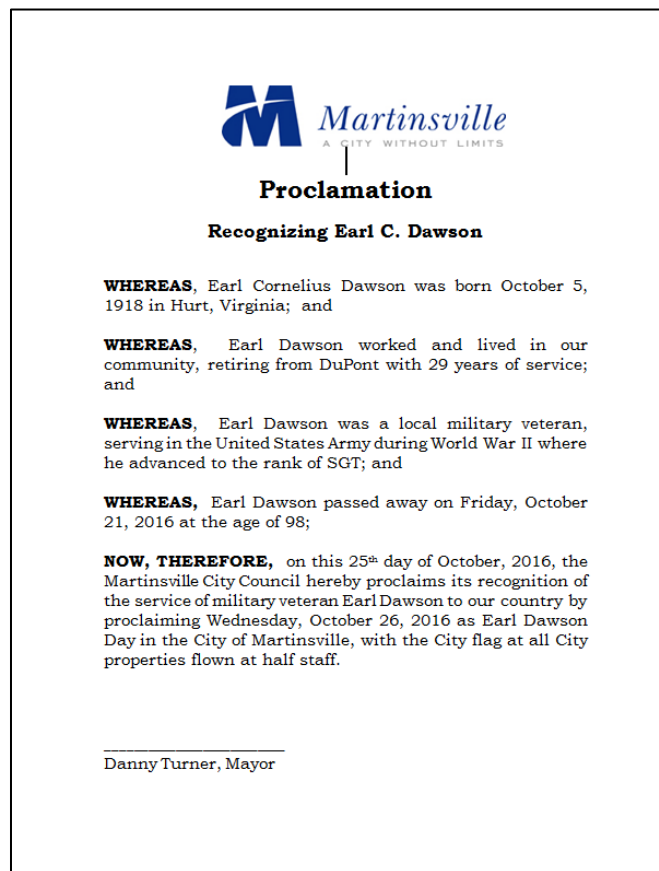 Martinsville
A CITY WITHOUT LIMITS
Proclamation
Recognizing Earl C. Dawson
WHEREAS, Earl Cornelius Dawson was born October 5,
1918 in Hurt, Virginia; and
WHEREAS, Earl Dawson worked and lived in our
community, retiring from DuPont with 29 years of service;
and
WHEREAS, Earl Dawson was a local military veteran,
serving in the United States Army during World War II where
he advanced to the rank of SGT; and
WHEREAS, Earl Dawson passed away on Friday, October
21, 2016 at the age of 98;
NOW, THEREFORE, on this 25th day of October, 2016, the
Martinsville City Council hereby proclaims its recognition of
the service of military veteran Earl Dawson to our country by
proclaiming Wednesday, October 26, 2016 as Earl Dawson
Day in the City of Martinsville, with the City flag at all City
properties flown at half staff.
Danny Turner, Mayor